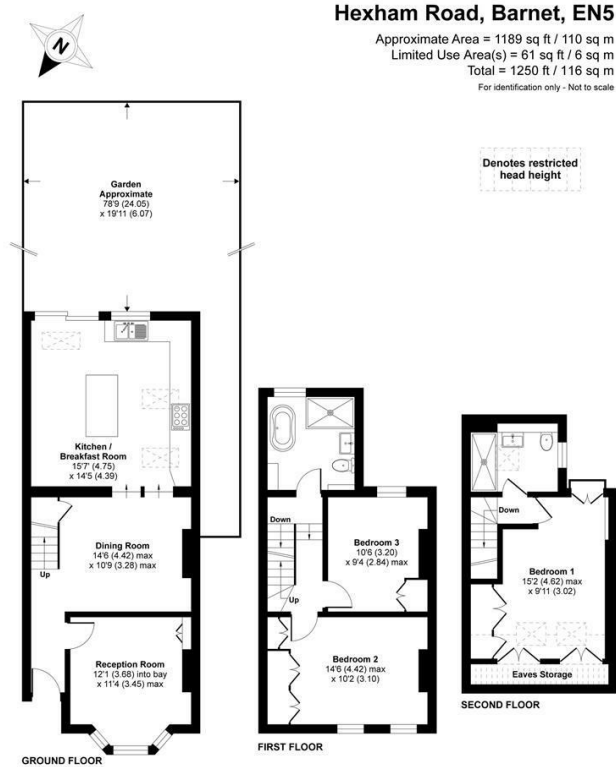 Hexham Road, Barnet, EN5
Approximate Area = 1189 sq ft / 110 sq m
Limited Use Area(s) = 61 sq ft / 6 sq m
Total = 1250 ft / 116 sq m
For identification only - Not to scale
N
Denotes restricted
head height
Garden
Approximate
78'9 (24.05)
x 19'11 (6.07)
Kitchen /
Breakfast Room
15'7" (4.75)
x 14'5 (4.39)
Dining Room
14'6 (4.42) max
x 10'9 (3.28) max
Up
Reception Room
12'1 (3.68) into bay
x 11'4 (3.45) max
GROUND FLOOR
Down
Bedroom 3
10'6 (3.20)
x 9'4 (2.84) max
Up
Bedroom 2
14'6 (4.42) max
x 10'2 (3.10)
FIRST FLOOR
Down
Bedroom 1
15'2 (4.62) max
x 9'11 (3.02)
Eaves Storage
SECOND FLOOR